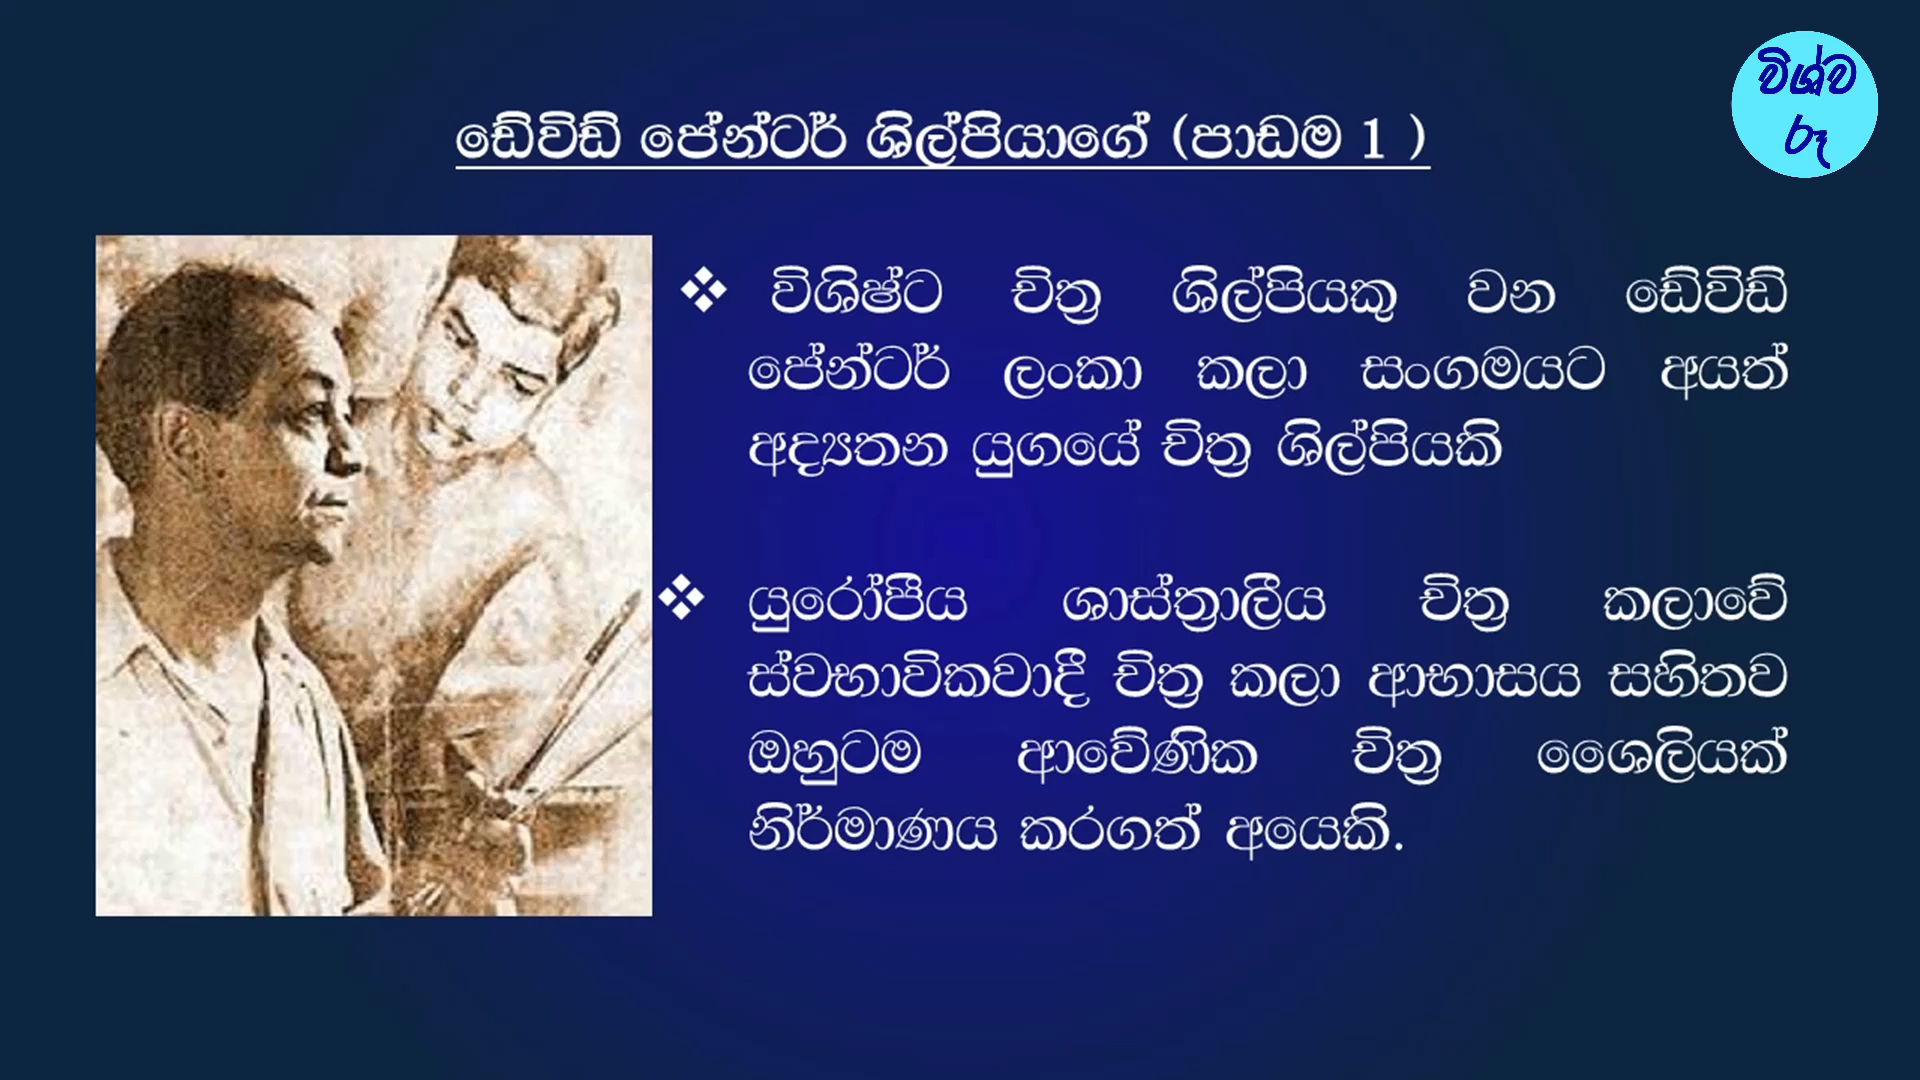 විශ්ව
රූ
ඩේවිඩ් පේන්ටර් ශිල්පියාගේ (පාඩම 1 )
❖ විශිෂ්ට චිත්‍ර ශිල්පියකු වන ඩේවිඩ්
පේන්ටර් ලංකා කලා සංගමයට අයත්
අද්‍යතන යුගයේ චිත්‍ර ශිල්පියකි
❖ යුරෝපීය ශාස්ත්‍රාලීය චිත්‍ර කලාවේ
ස්වභාවිකවාදී චිත්‍ර කලා ආභාසය සහිතව
ඔහුටම ආවේණික චිත්‍ර ශෛලියක්
නිර්මාණය කරගත් අයෙකි.